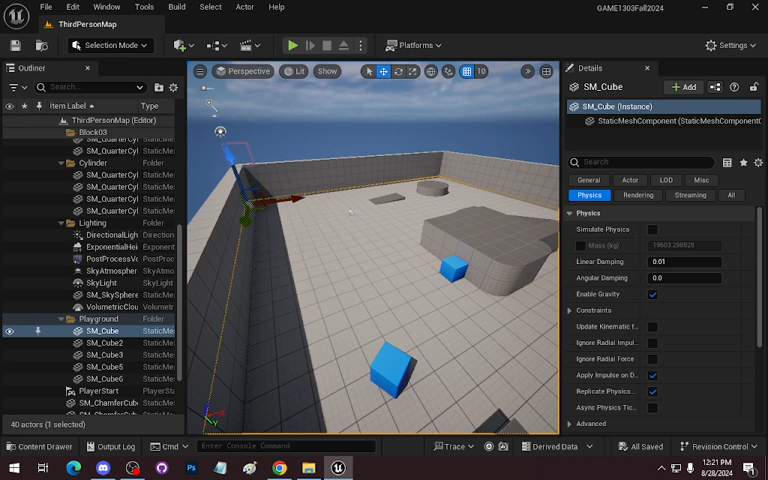 File Edit Window Tools Build Select Actor Help
GAME1303Fall2024
ThirdPersonMap
Selection Mode
Platforms
Settings
Outliner
Search...
Item Label
Type
ThirdPersonMap (Editor)
Block03
Folder
SM_QuarterCyl StaticMe
SM_QuarterCyl StaticMe
Cylinder Folder
SM_QuarterCyl StaticMe
SM_QuarterCyl StaticMe
SM_QuarterCyl StaticMe
SM_QuarterCyl StaticMe
Lighting Folder
DirectionalLigh Direction
ExponentialHei Exponent
PostProcessVo PostProc
SkyAtmospher SkyAtmo
SkyLight SkyLight
SM_SkySphere StaticMe
VolumetricClou Volumetr
Playground Folder
SM_Cube StaticMe
SM_Cube2 StaticMe
SM_Cube3 StaticMe
SM_Cube5 StaticMe
SM_Cube6 StaticMe
PlayerStart PlayerSta
SM_ChamferCube StaticMe
40 actors (1 selected)
Perspective
Lit
Show
10
Details
SM_Cube
Add
SM_Cube (Instance)
StaticMeshComponent (StaticMeshComponent
Search
General Actor LOD Misc
Physics Rendering Streaming All
Physics
Simulate Physics
Mass (kg) 19603.298828
Linear Damping 0.01
Angular Damping 0.0
Enable Gravity
Constraints
Update Kinematic f
Ignore Radial Impul
Ignore Radial Force
Apply Impulse on D
Replicate Physics...
Async Physics Tic
Advanced
Content Drawer
Output Log
Cmd
Enter Console Command
Trace
Derived Data
All Saved
Revision Control
12:21 PM
8/28/2024